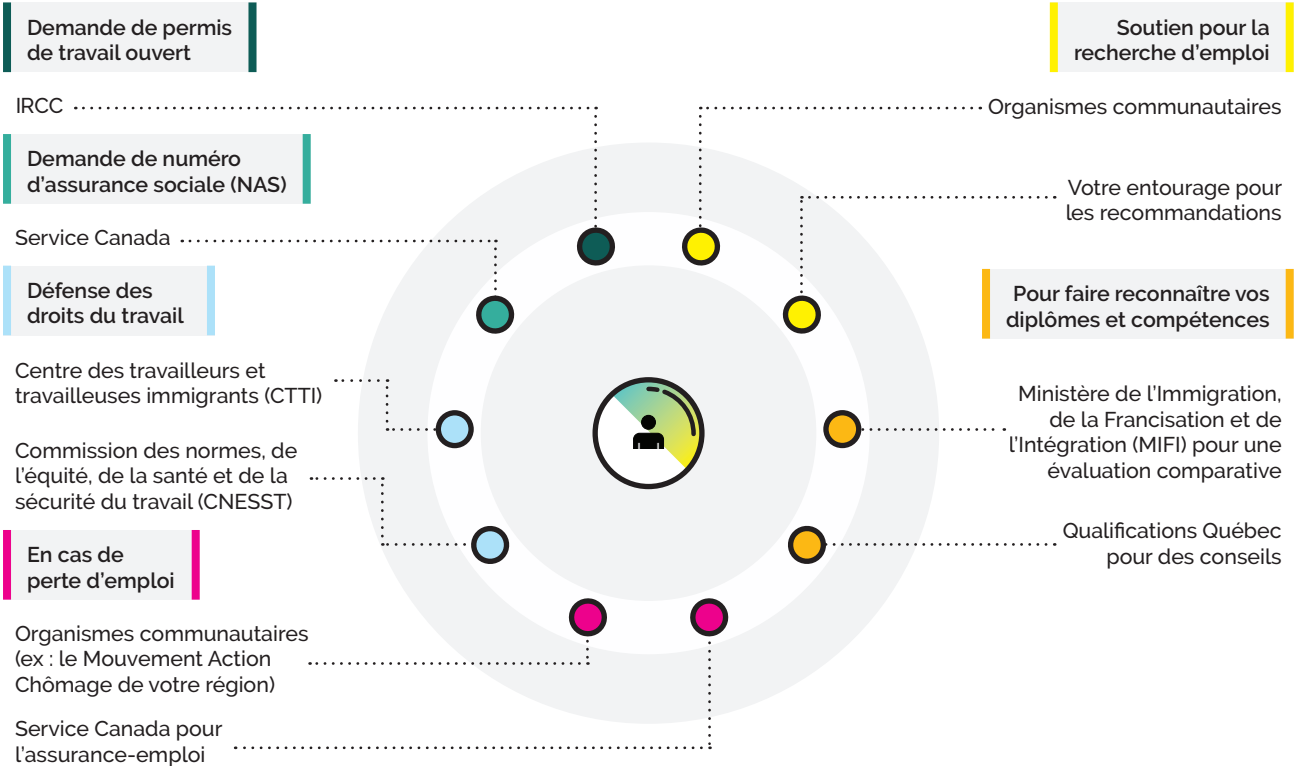 Demande de permis
de travail ouvert
IRCC
Demande de numéro
d'assurance sociale (NAS)
Service Canada
Défense des
droits du travail
Centre des travailleurs et
travailleuses immigrants (CTTI)
Commission des normes, de
l'équité, de la santé et de la
sécurité du travail (CNESST)
En cas de
perte d'emploi
Organismes communautaires
(ex : le Mouvement Action
Chômage de votre région)
Service Canada pour
l'assurance-emploi
Soutien pour la
recherche d'emploi
Organismes communautaires
Votre entourage pour
les recommandations
Pour faire reconnaître vos
diplômes et compétences
Ministère de l'Immigration,
de la Francisation et de
l'Intégration (MIFI) pour une
évaluation comparative
Qualifications Québec
pour des conseils